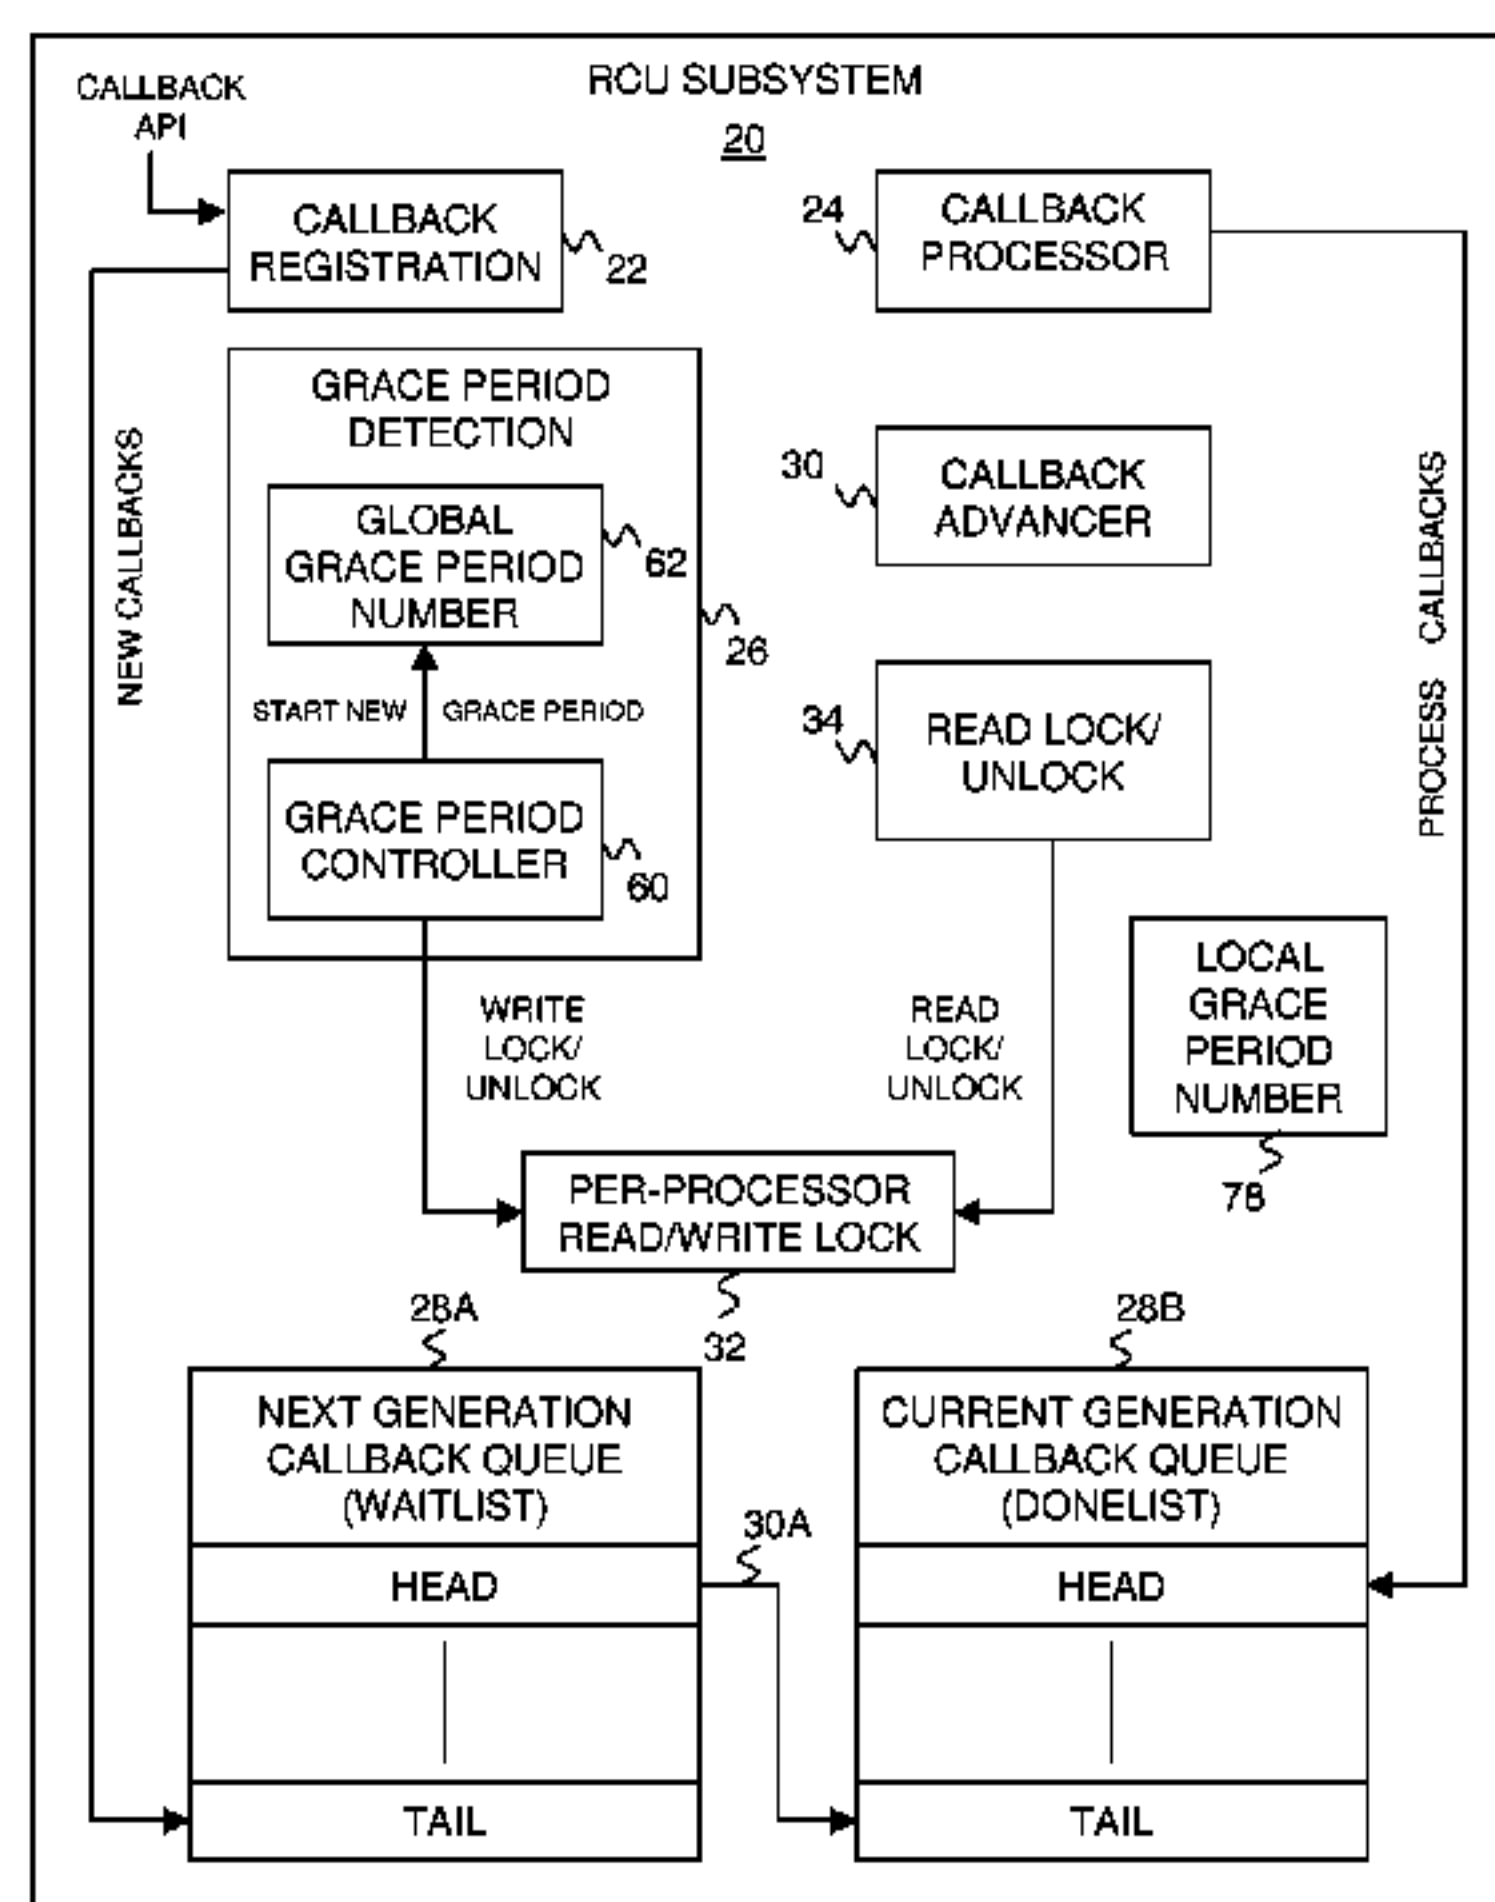 RCU SUBSYSTEM
20
CALLBACK
API
CALLBACK
REGISTRATION
22
24
CALLBACK
PROCESSOR
GRACE PERIOD
DETECTION
GLOBAL
GRACE PERIOD
NUMBER
62
26
START NEW GRACE PERIOD
GRACE PERIOD
CONTROLLER
60
NEW CALLBACKS
30
CALLBACK
ADVANCER
34
READ LOCK/
UNLOCK
PROCESS CALLBACKS
WRITE
LOCK/
UNLOCK
READ
LOCK/
UNLOCK
LOCAL
GRACE
PERIOD
NUMBER
78
PER-PROCESSOR
READ/WRITE LOCK
32
28A
NEXT GENERATION
CALLBACK QUEUE
(WAITLIST)
HEAD
TAIL
30A
28B
CURRENT GENERATION
CALLBACK QUEUE
(DONELIST)
HEAD
TAIL